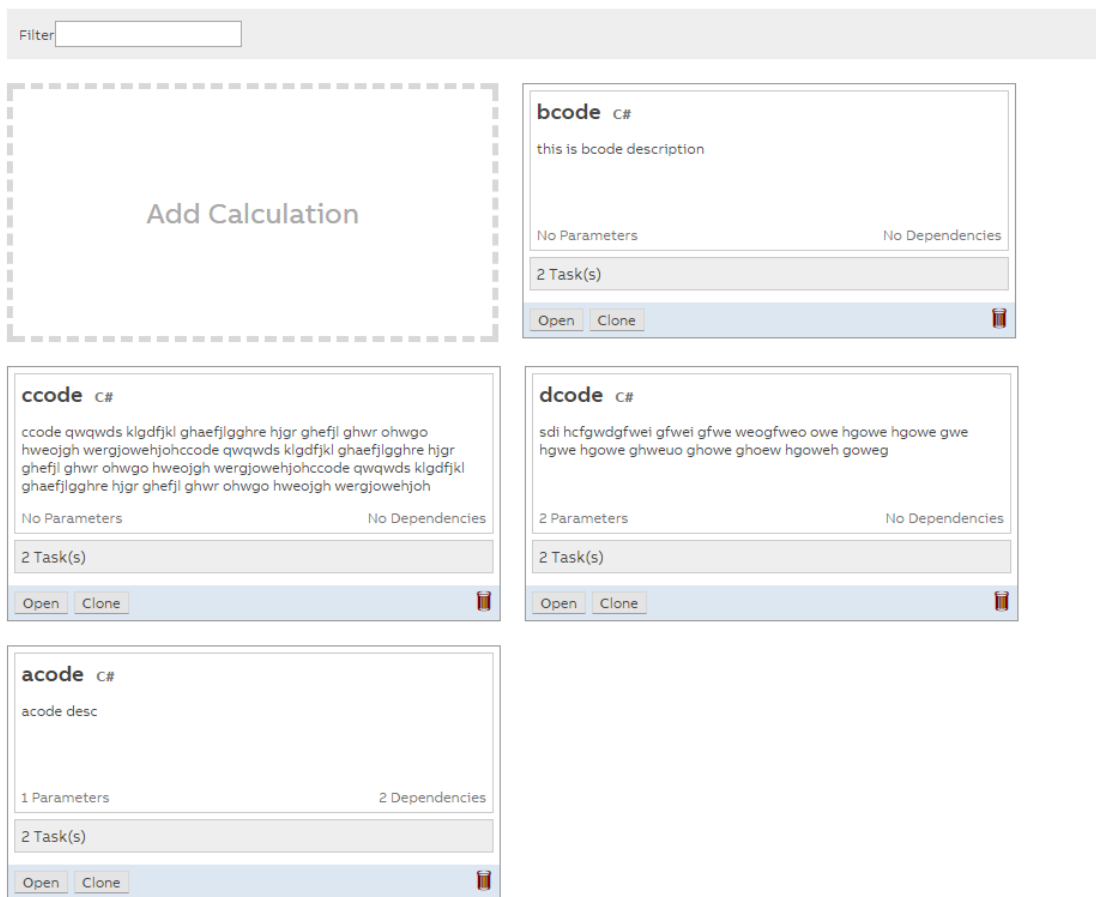 Filter
Add Calculation
bcode C#
this is bcode description
No Parameters No Dependencies
2 Task(s)
Open Clone
ccode C#
ccode qwqwds klgdfjkl ghaefjlgghre hjgr ghefjl ghwr ohwgo
hweojgh wergjowehjohccode qwqwds klgdfjkl ghaefjlgghre hjgr
ghefjl ghwr ohwgo hweojgh wergjowehjohccode qwqwds klgdfjkl
ghaefjlgghre hjgr ghefjl ghwr ohwgo hweojgh wergjowehjoh
No Parameters No Dependencies
2 Task(s)
Open Clone
dcode C#
sdi hcfgwdgfwei gfwei gfwe weogfweo owe hgowe hgowe gwe
hgwe hgowe ghweuo ghowe ghoew hgoweh goweg
2 Parameters No Dependencies
2 Task(s)
Open Clone
acode C#
acode desc
1 Parameters 2 Dependencies
2 Task(s)
Open Clone